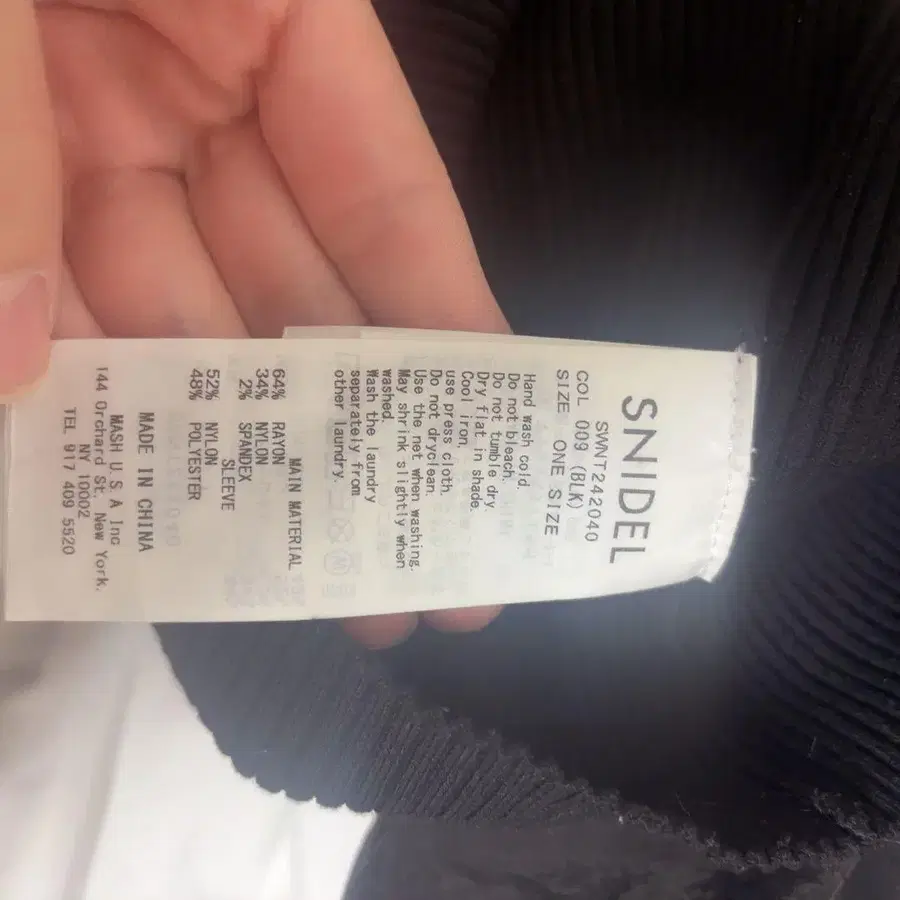 SNIDEL
SWNT242040
COL 009 (BLK)
SIZE ONE SIZE
Hand wash cold.
Do not bleach.
Do not tumble dry.
Dry flat in shade.
Cool iron.
use press cloth.
Do not dryclean.
Use the net when washing.
May shrink slightly when
washed.
Wash the laundry
separately from
other laundry.
MAIN MATERIAL
64% RAYON
34% NYLON
2% SPANDEX
SLEEVE
52% NYLON
48% POLYESTER
MADE IN CHINA
MASH U.S.A Inc
144 Orchard St, New York,
NY 10002
TEL 917 409 5520